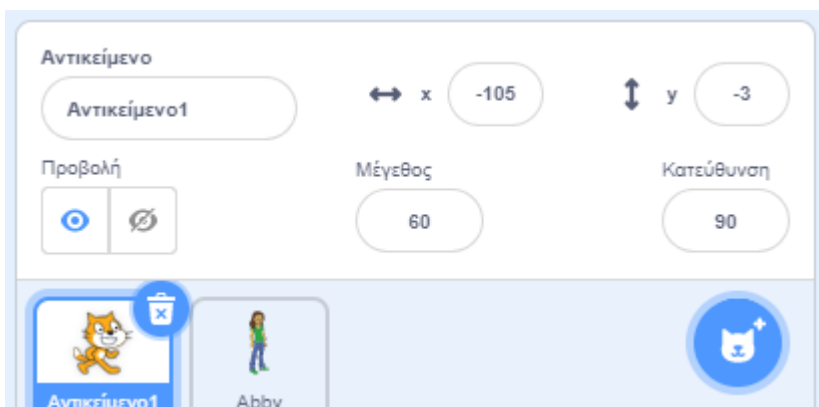 Αντικείμενο
Αντικείμενο1 x -105 y -3
Προβολή Μέγεθος Κατεύθυνση
60 90
Αντικείμενο1 Abby